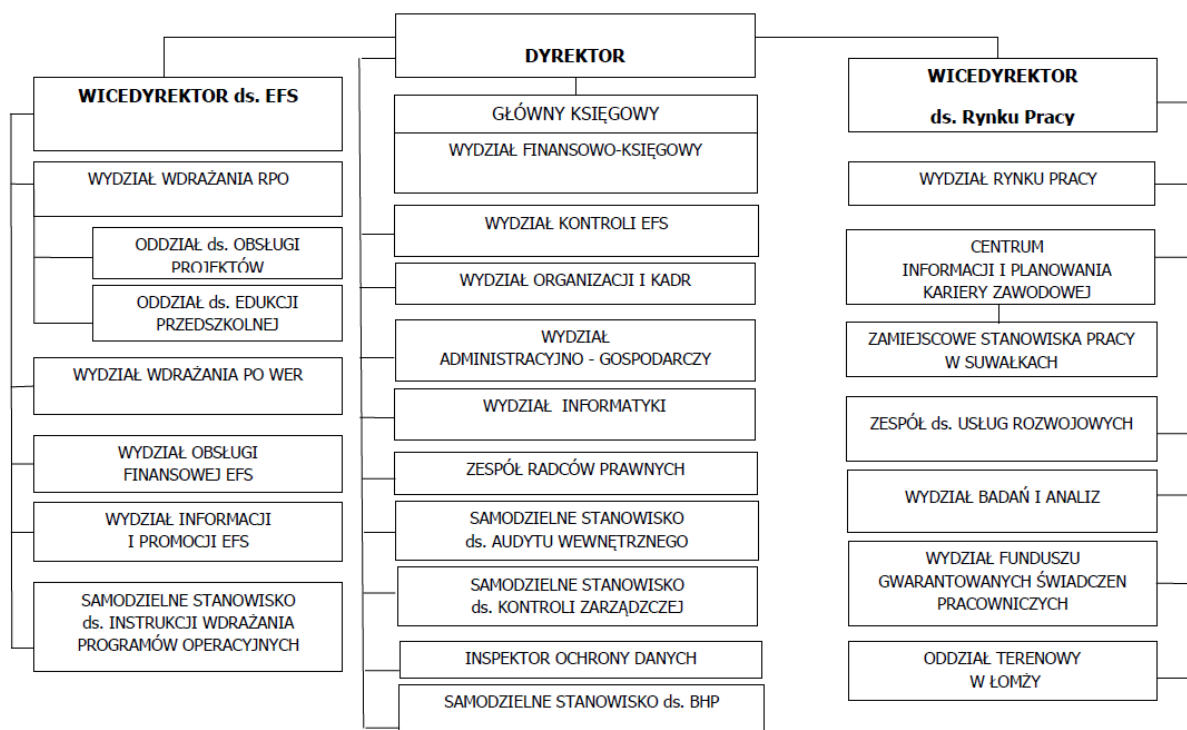 DYREKTOR
WICEDYREKTOR ds. EFS
WYDZIAŁ WDRAŻANIA RPO
ODDZIAŁ ds. OBSŁUGI
PROJEKTÓW
ODDZIAŁ ds. EDUKCJI
PRZEDSZKOLNEJ
WYDZIAŁ WDRAŻANIA PO WER
WYDZIAŁ OBSŁUGI
FINANSOWEJ EFS
WYDZIAŁ INFORMACJI
I PROMOCJI EFS
SAMODZIELNE STANOWISKO
ds. INSTRUKCJI WDRAŻANIA
PROGRAMÓW OPERACYJNYCH
GŁÓWNY KSIĘGOWY
WYDZIAŁ FINANSOWO-KSIĘGOWY
WYDZIAŁ KONTROLI EFS
WYDZIAŁ ORGANIZACJI I KADR
WYDZIAŁ
ADMINISTRACYJNO - GOSPODARCZY
WYDZIAŁ INFORMATYKI
ZESPÓŁ RADCÓW PRAWNYCH
SAMODZIELNE STANOWISKO
ds. AUDYTU WEWNĘTRZNEGO
SAMODZIELNE STANOWISKO
ds. KONTROLI ZARZĄDZCZEJ
INSPEKTOR OCHRONY DANYCH
SAMODZIELNE STANOWISKO ds. BHP
WICEDYREKTOR
ds. Rynku Pracy
WYDZIAŁ RYNKU PRACY
CENTRUM
INFORMACJI I PLANOWANIA
KARIERY ZAWODOWEJ
ZAMIEJSCOWE STANOWISKA PRACY
W SUWAŁKACH
ZESPÓŁ ds. USŁUG ROZWOJOWYCH
WYDZIAŁ BADAŃ I ANALIZ
WYDZIAŁ FUNDUSZU
GWARANTOWANYCH ŚWIADCZEN
PRACOWNICZYCH
ODDZIAŁ TERENOWY
W ŁOMŻY